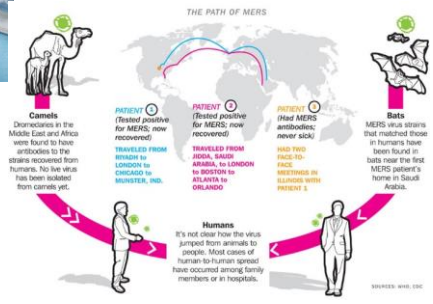 THE PATH OF MERS
Camels
Dromedaries in the
Middle East and Africa
were found to have
antibodies to the
strains recovered from
humans. No live virus
has been isolated
from camels yet.
PATIENT 1
(Tested positive
for MERS; now
recovered)
TRAVELED FROM
RIYADH to
LONDON to
CHICAGO to
MUNSTER, IND.
PATIENT 2
(Tested positive
for MERS; now
recovered)
TRAVELED FROM
JIDDA, SAUDI
ARABIA, to LONDON
to BOSTON to
ATLANTA to
ORLANDO
PATIENT 3
(Had MERS
antibodies;
never sick)
HAD TWO
FACE-TO-
FACE
MEETINGS IN
ILLINOIS WITH
PATIENT 1
Bats
MERS virus strains
that matched those
in humans have
been found in
bats near the first
MERS patient's
home in Saudi
Arabia.
Humans
It's not clear how the virus
jumped from animals to
people. Most cases of
human-to-human spread
have occurred among family
members or in hospitals.
SOURCES: WHO, CDC